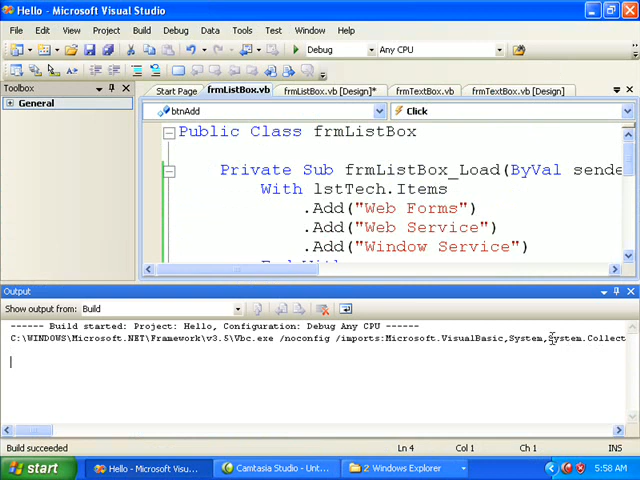 Hello - Microsoft Visual Studio
File Edit View Project Build Debug Data Tools Test Window Help
Debug Any CPU
Toolbox
General
Start Page frmListBox.vb frmListBox.vb [Design]* frmTextBox.vb frmTextBox.vb [Design]
btnAdd Click
Public Class frmListBox
Private Sub frmListBox_Load(ByVal sende
With lstTech.Items
.Add("Web Forms")
.Add("Web Service")
.Add("Window Service")
End With
Output
Show output from: Build
------ Build started: Project: Hello, Configuration: Debug Any CPU ------
C:\WINDOWS\Microsoft.NET\Framework\v3.5\Vbc.exe /noconfig /imports:Microsoft.VisualBasic,System,System.Collect
Build succeeded Ln 4 Col 1 Ch 1 INS
start Hello - Microsoft Visu... Camtasia Studio - Unt... 2 Windows Explorer 5:58 AM